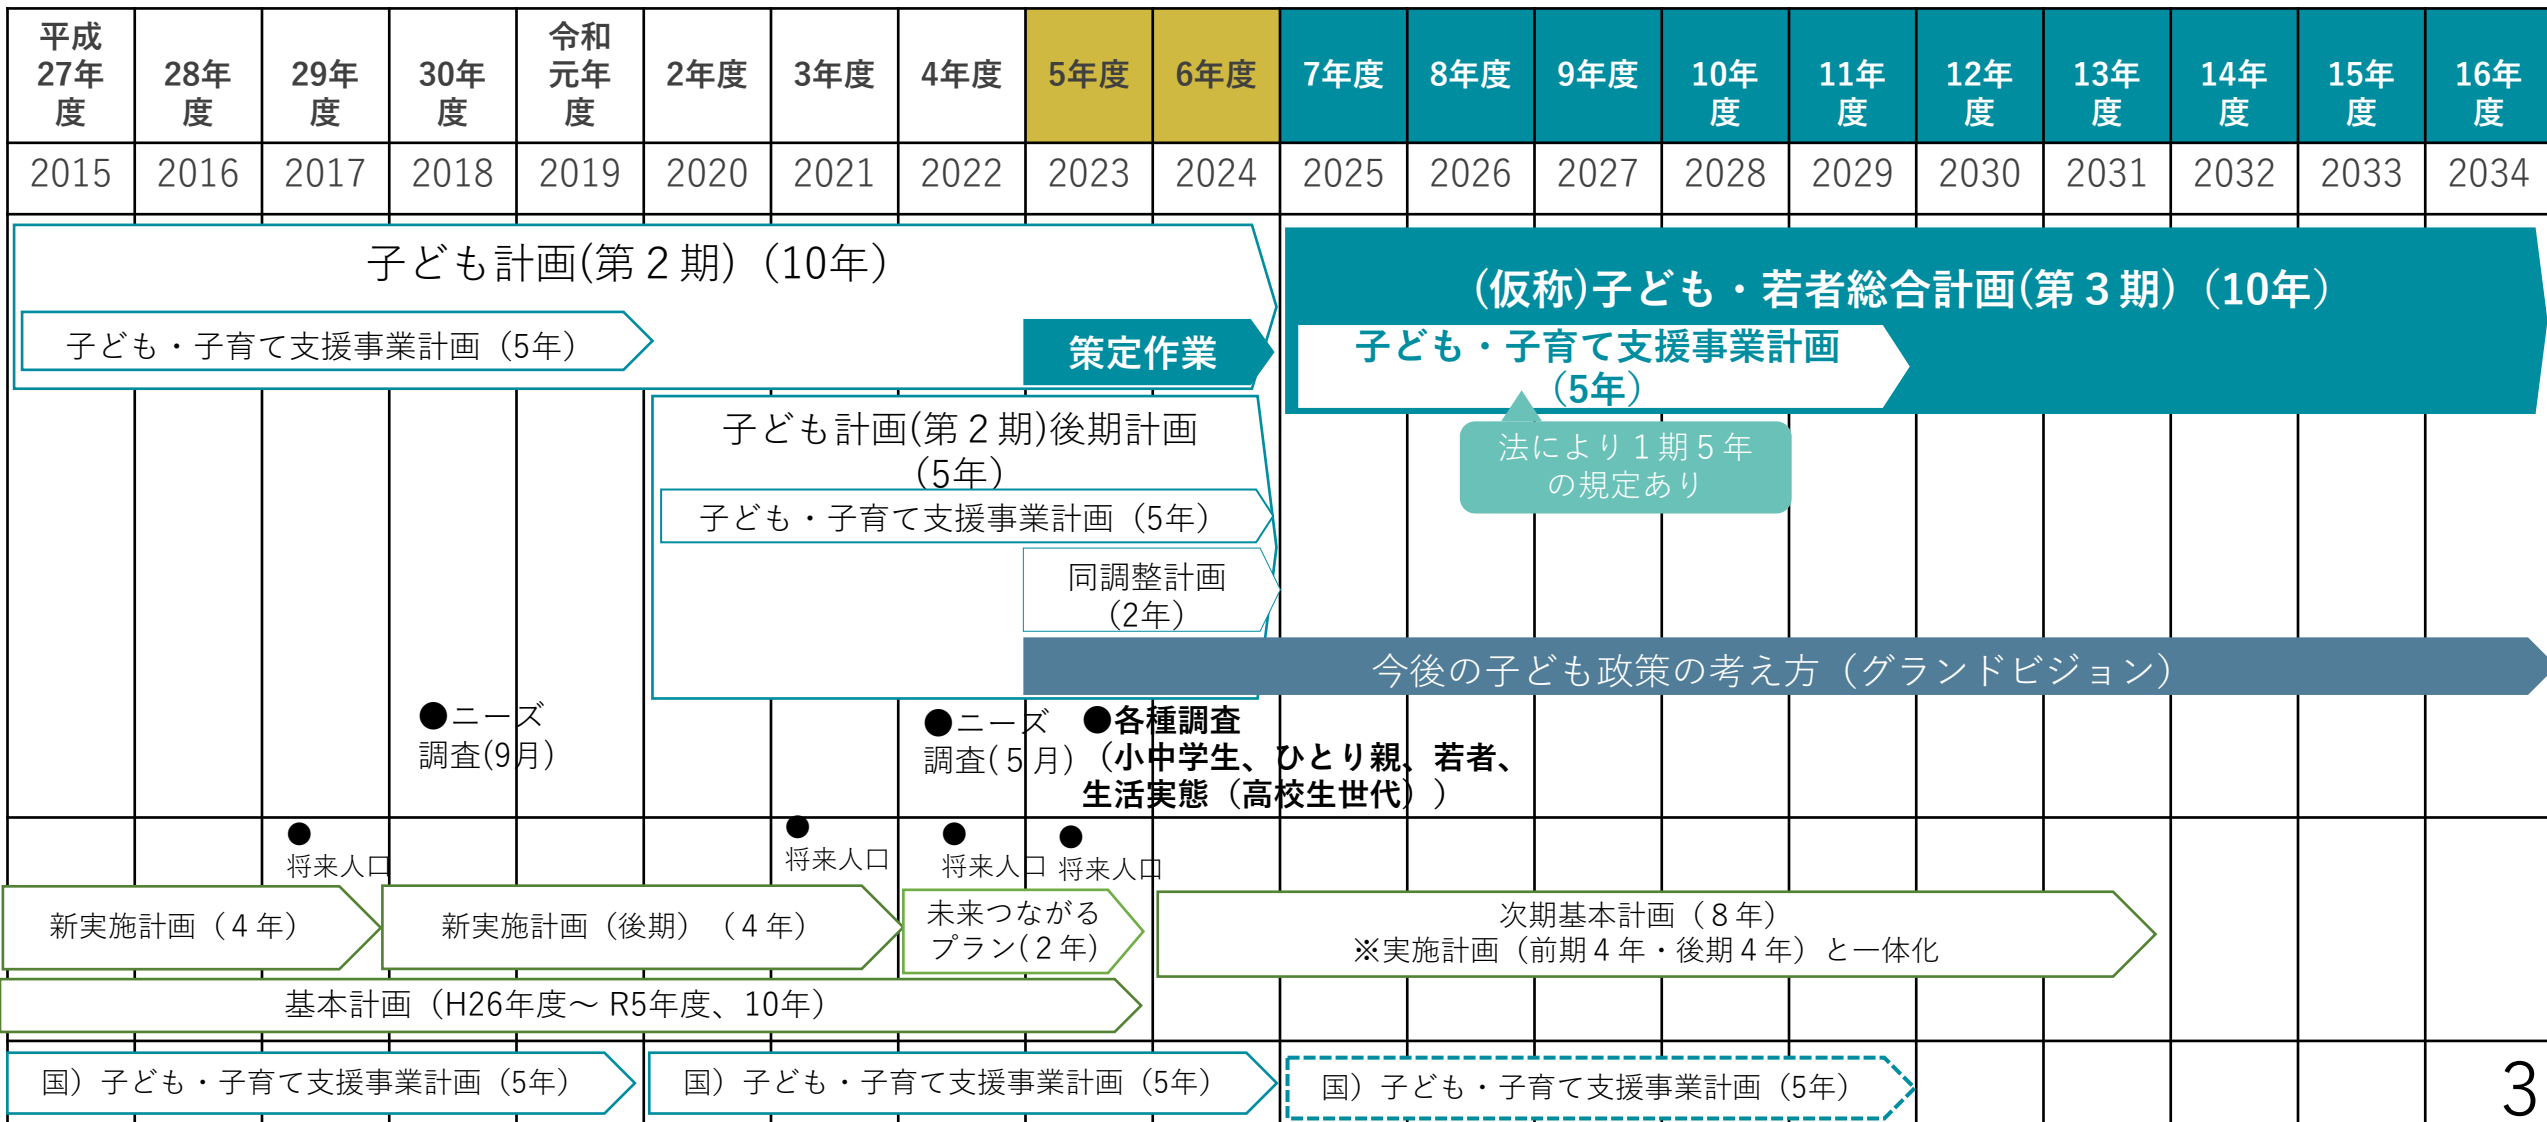 平成
27年
度
28年
度
29年
度
30年
度
令和
元年
度
2年度
3年度
4年度
5年度
6年度
7年度
8年度
9年度
10年
度
11年
度
12年
度
13年
度
14年
度
15年
度
16年
度
2015
2016
2017
2018
2019
2020
2021
2022
2023
2024
2025
2026
2027
2028
2029
2030
2031
2032
2033
2034
子ども計画(第２期)（10年）
子ども・子育て支援事業計画（5年）
策定作業
(仮称)子ども・若者総合計画(第３期)（10年）
子ども・子育て支援事業計画
（5年）
法により１期５年
の規定あり
子ども計画(第２期)後期計画
（5年）
子ども・子育て支援事業計画（5年）
同調整計画
（2年）
今後の子ども政策の考え方（グランドビジョン）
●ニーズ
調査(9月)
●ニーズ
調査(５月)
●各種調査
（小中学生、ひとり親、若者、
生活実態（高校生世代））
●
将来人口
●
将来人口
●
将来人口
●
将来人口
新実施計画（４年）
新実施計画（後期）（４年）
未来つながる
プラン(２年)
次期基本計画（８年）
※実施計画（前期４年・後期４年）と一体化
基本計画（H26年度～ R5年度、10年）
国）子ども・子育て支援事業計画（5年）
国）子ども・子育て支援事業計画（5年）
国）子ども・子育て支援事業計画（5年）
3